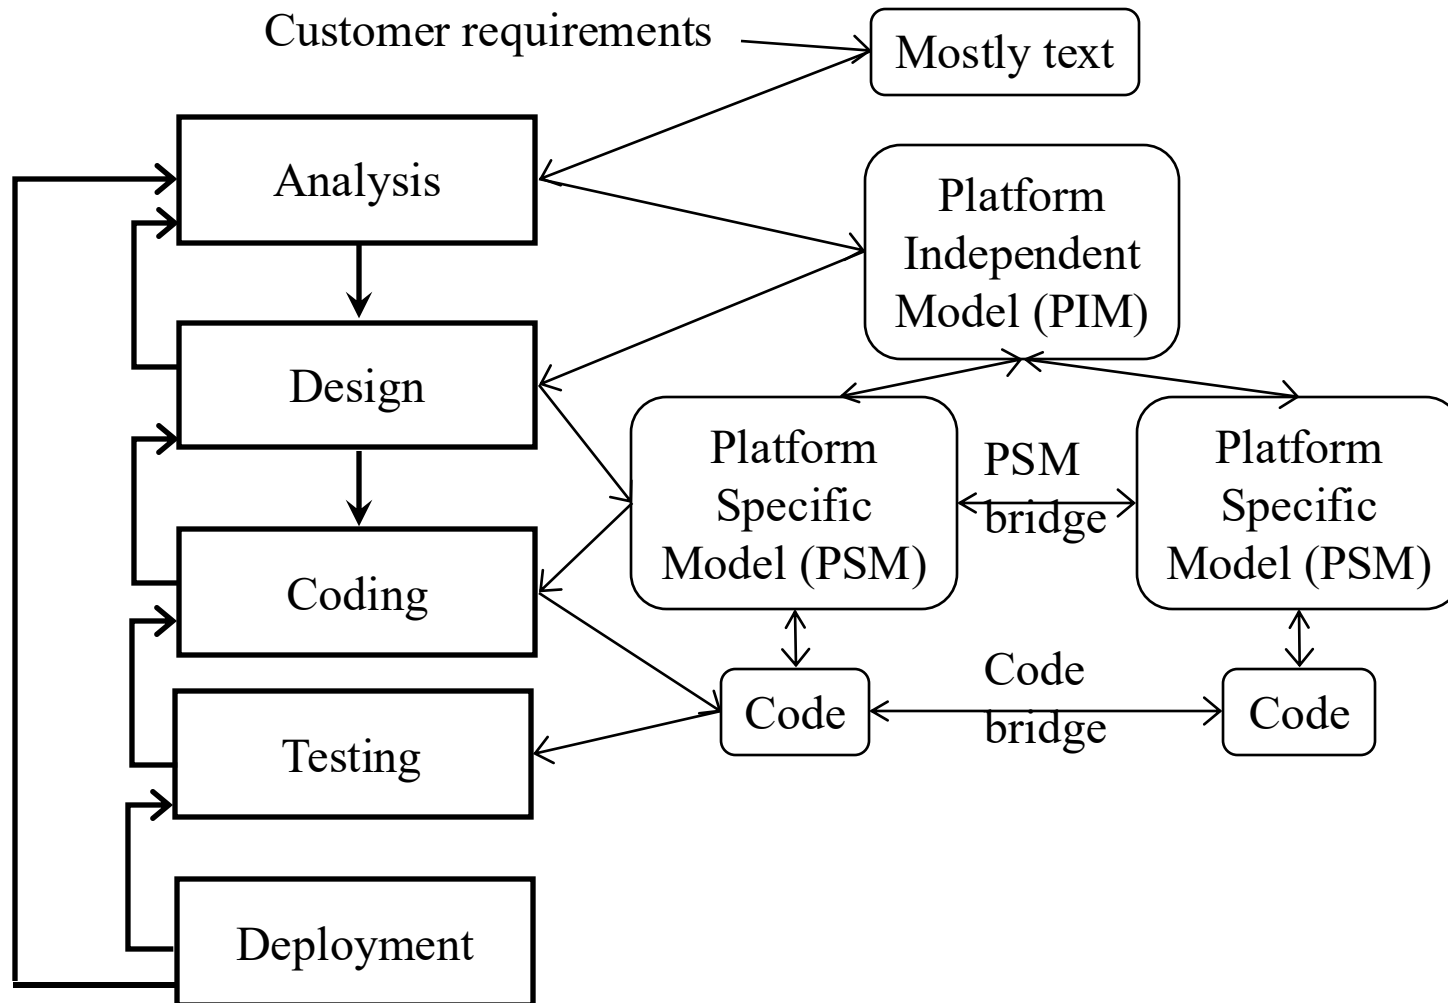 Customer requirements
Mostly text
Analysis
Platform
Independent
Model (PIM)
Design
Platform
Specific
Model (PSM)
PSM
bridge
Platform
Specific
Model (PSM)
Coding
Code
bridge
Code
Code
Testing
Deployment